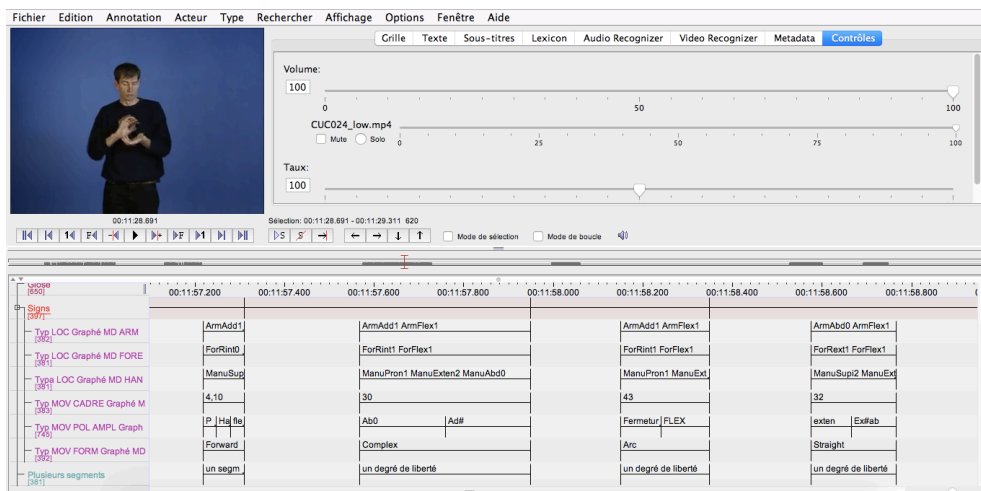 Fichier Edition Annotation Acteur Type Rechercher Affichage Options Fenêtre Aide
Grille Texte Sous-titres Lexicon Audio Recognizer Video Recognizer Metadata Contrôles
Volume:
100
0 50 100
CUC024_low.mp4
Mute Solo 0 25 50 75 100
Taux:
100
00:11:28.691 Sélection: 00:11:28.691 - 00:11:29.311 620
1 F - + F 1 S S Mode de sélection Mode de boucle
Glose
[650] 00:11:57.200 00:11:57.400 00:11:57.600 00:11:57.800 00:11:58.000 00:11:58.200 00:11:58.400 00:11:58.600 00:11:58.800
Signs
[397]
Typ LOC Graphé MD ARM ArmAdd1 ArmAdd1 ArmFlex1 ArmAdd1 ArmFlex1 ArmAbd0 ArmFlex1
[382]
Typ LOC Graphé MD FORE ForRint0 ForRint1 ForFlex1 ForRint1 ForFlex1 ForRext1 ForFlex1
[381]
Typa LOC Graphé MD HAN ManuSup ManuPron1 ManuExten2 ManuAbd0 ManuPron1 ManuExt ManuSupi2 ManuExt
[381]
Typ MOV CADRE Graphé M 4,10 30 43 32
[383]
Typ MOV POL AMPL Graph P Ha fle Ab0 Ad# Fermetur FLEX exten Ex#ab
[745]
Typ MOV FORM Graphé MD Forward Complex Arc Straight
[392]
Plusieurs segments un segm un degré de liberté un degré de liberté un degré de liberté
[381]